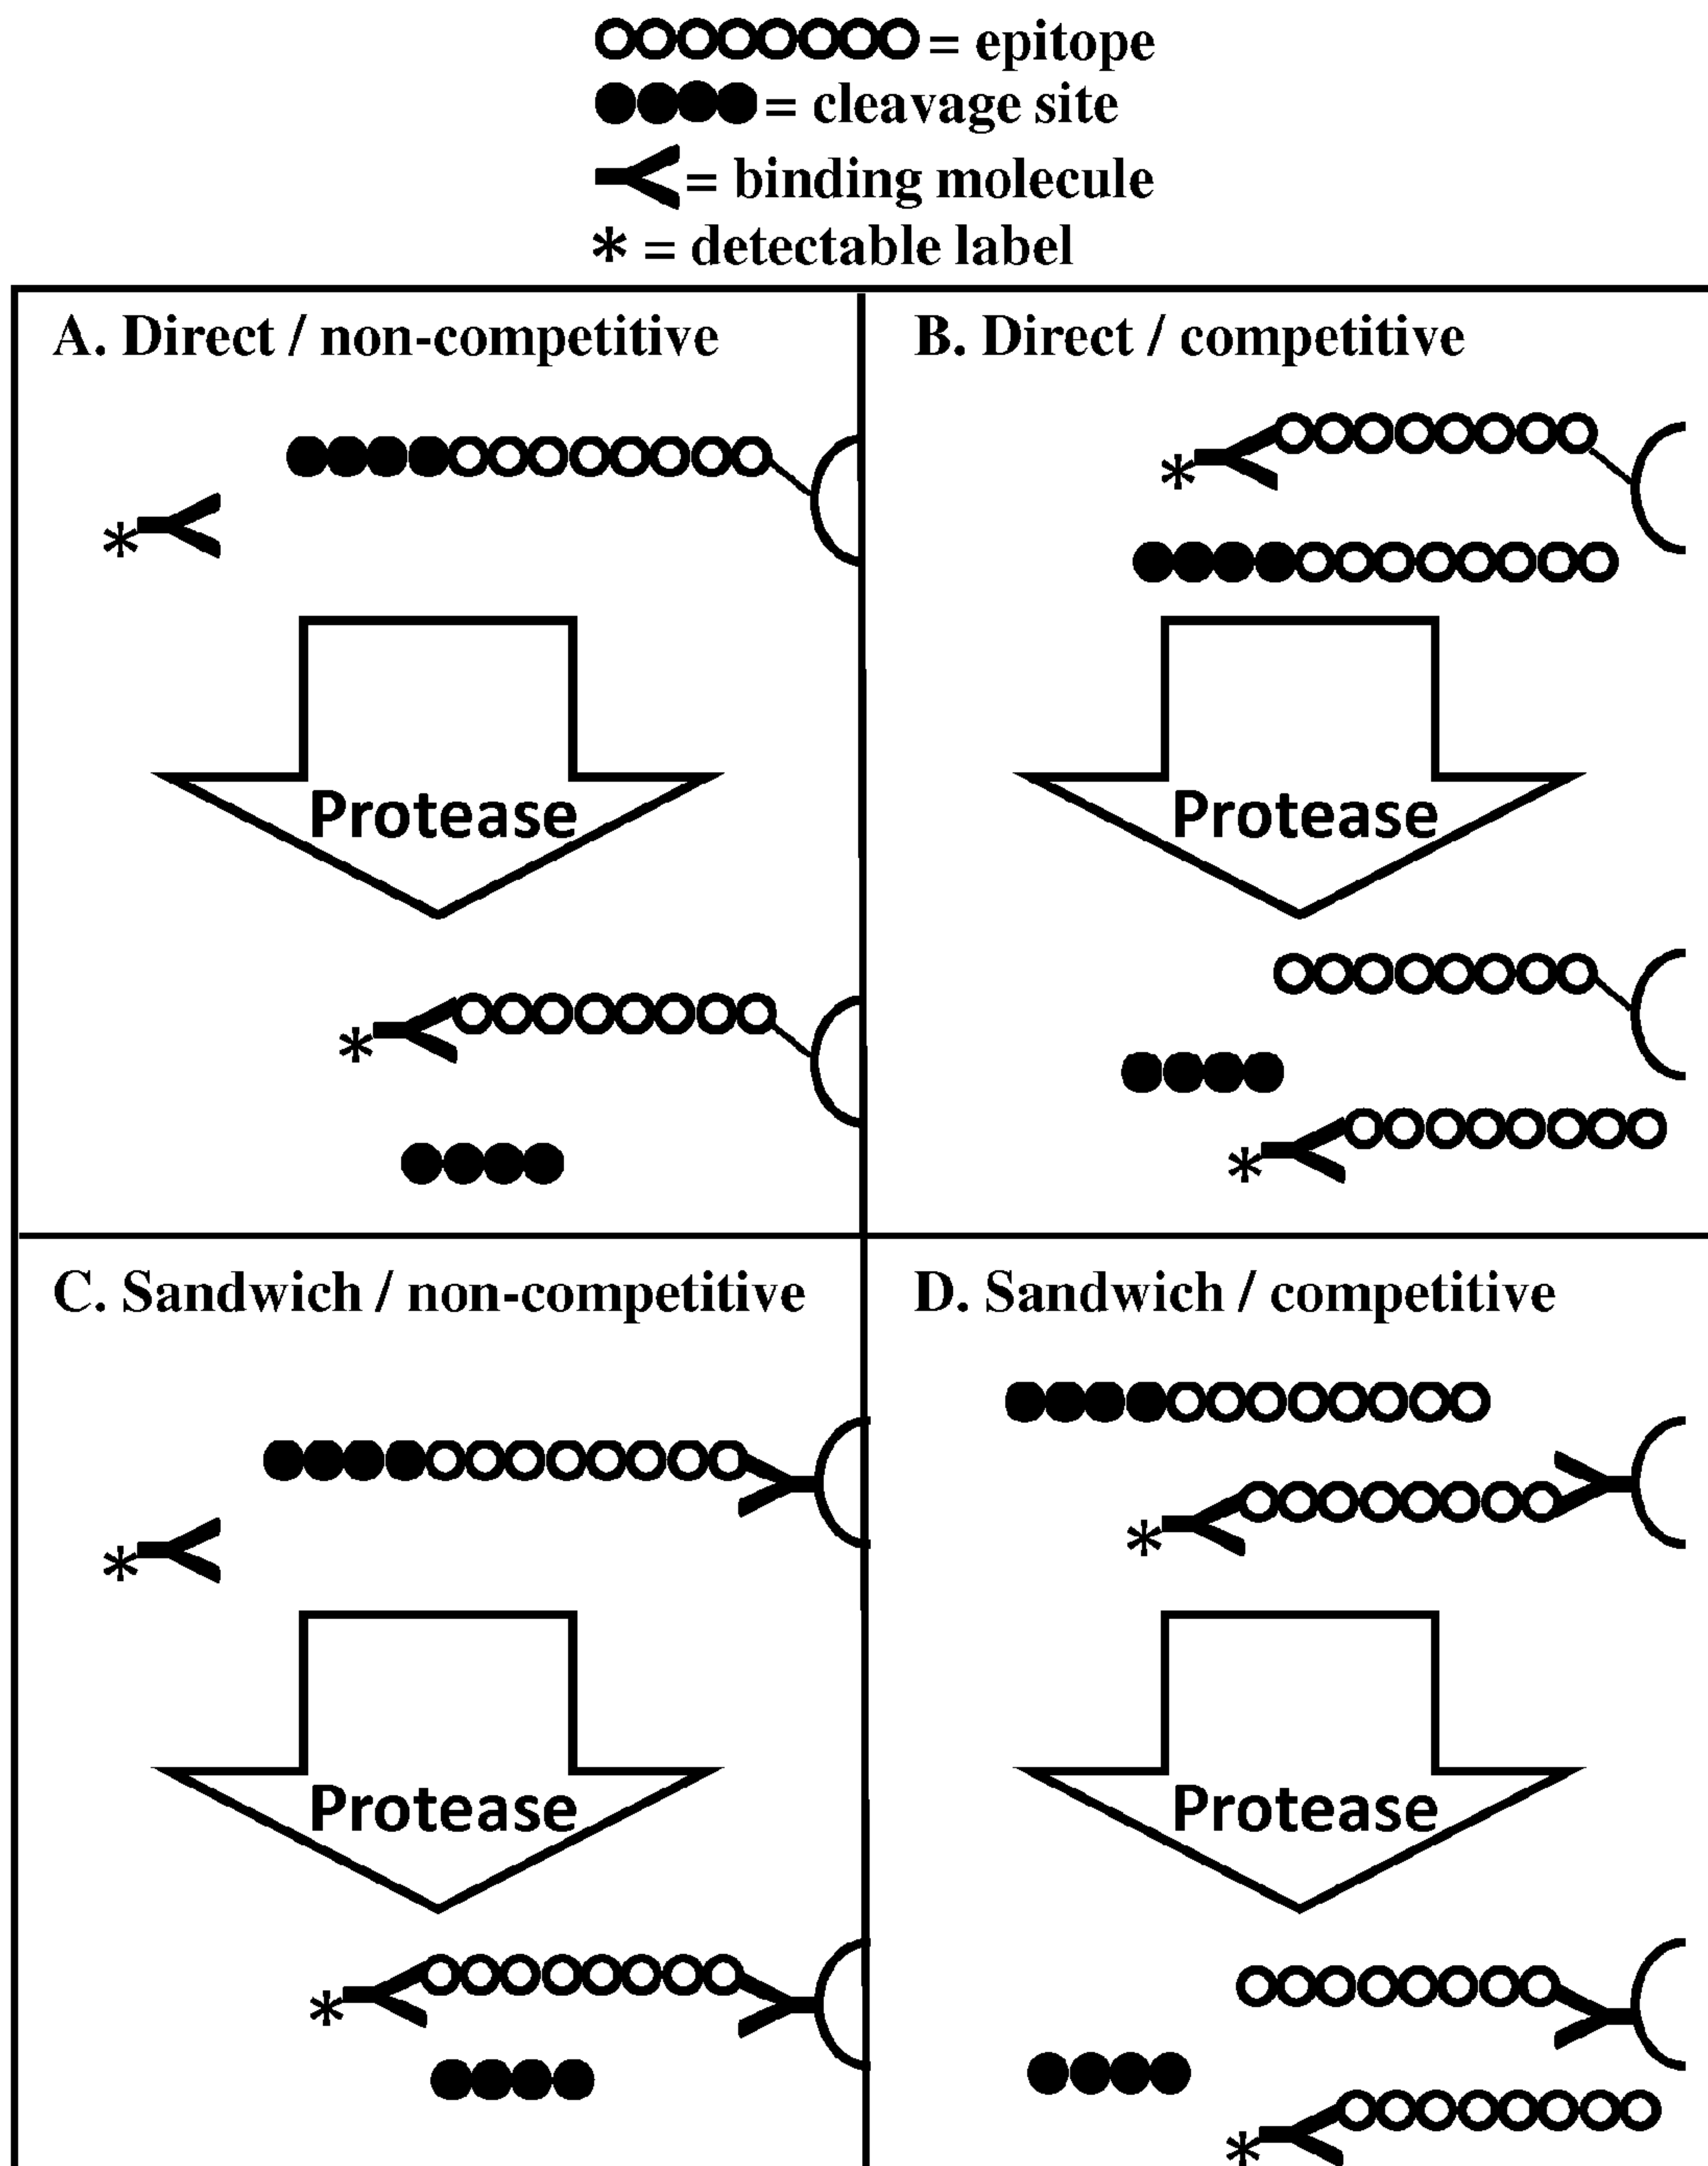 = epitope
= cleavage site
= binding molecule
* = detectable label
A. Direct / non-competitive
B. Direct / competitive
*
*
Protease
Protease
*
*
C. Sandwich / non-competitive
D. Sandwich / competitive
*
*
Protease
Protease
*
*